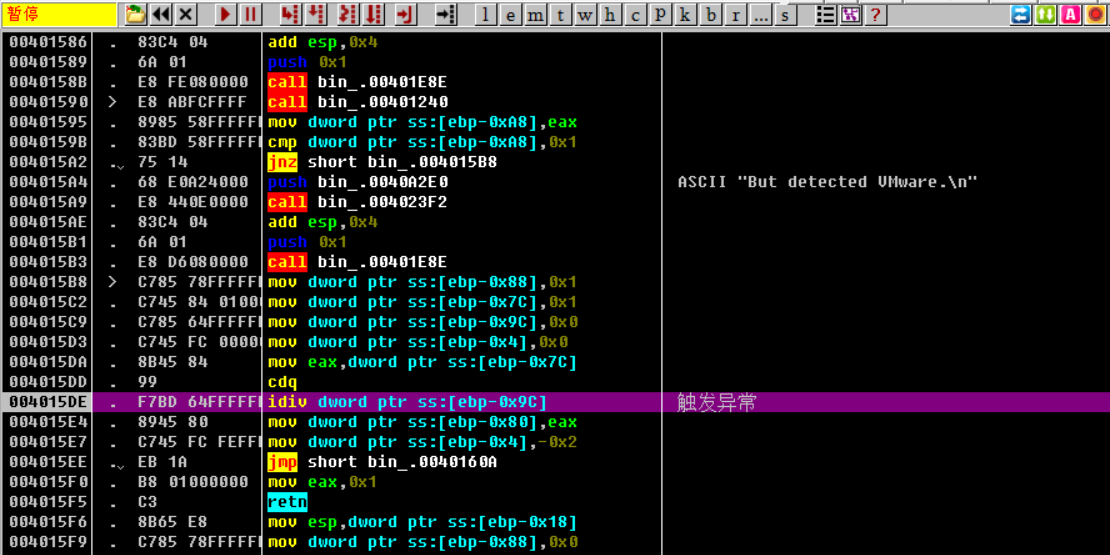 暂停 l e m t w h c p k b r ... s ?
00401586 . 83C4 04 add esp,0x4
00401589 . 6A 01 push 0x1
0040158B . E8 FE080000 call bin_.00401E8E
00401590 > E8 ABFCFFFF call bin_.00401240
00401595 . 8985 58FFFFFF mov dword ptr ss:[ebp-0xA8],eax
0040159B . 83BD 58FFFFFF cmp dword ptr ss:[ebp-0xA8],0x1
004015A2 . 75 14 jnz short bin_.004015B8
004015A4 . 68 E0A24000 push bin_.0040A2E0 ASCII "But detected VMware.\n"
004015A9 . E8 440E0000 call bin_.004023F2
004015AE . 83C4 04 add esp,0x4
004015B1 . 6A 01 push 0x1
004015B3 . E8 D6080000 call bin_.00401E8E
004015B8 > C785 78FFFFFF mov dword ptr ss:[ebp-0x88],0x1
004015C2 . C745 84 0100 mov dword ptr ss:[ebp-0x7C],0x1
004015C9 . C785 64FFFFFF mov dword ptr ss:[ebp-0x9C],0x0
004015D3 . C745 FC 0000 mov dword ptr ss:[ebp-0x4],0x0
004015DA . 8B45 84 mov eax,dword ptr ss:[ebp-0x7C]
004015DD . 99 cdq
004015DE . F7BD 64FFFFFF idiv dword ptr ss:[ebp-0x9C] 触发异常
004015E4 . 8945 80 mov dword ptr ss:[ebp-0x80],eax
004015E7 . C745 FC FEFF mov dword ptr ss:[ebp-0x4],-0x2
004015EE . EB 1A jmp short bin_.0040160A
004015F0 . B8 01000000 mov eax,0x1
004015F5 . C3 retn
004015F6 . 8B65 E8 mov esp,dword ptr ss:[ebp-0x18]
004015F9 . C785 78FFFFFF mov dword ptr ss:[ebp-0x88],0x0